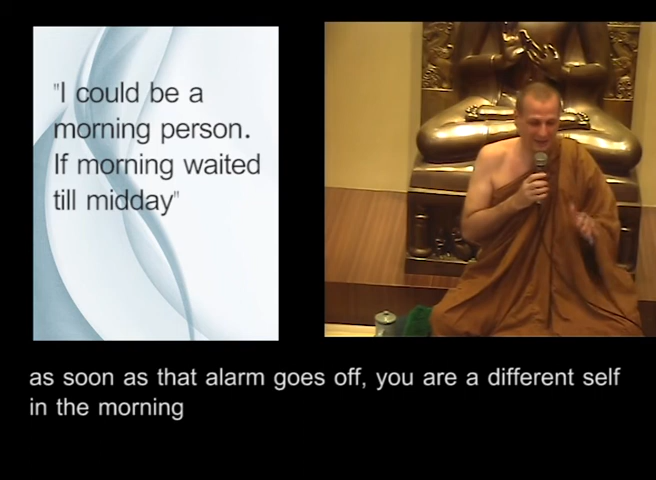 "I could be a
morning person.
If morning waited
till midday"
as soon as that alarm goes off, you are a different self
in the morning